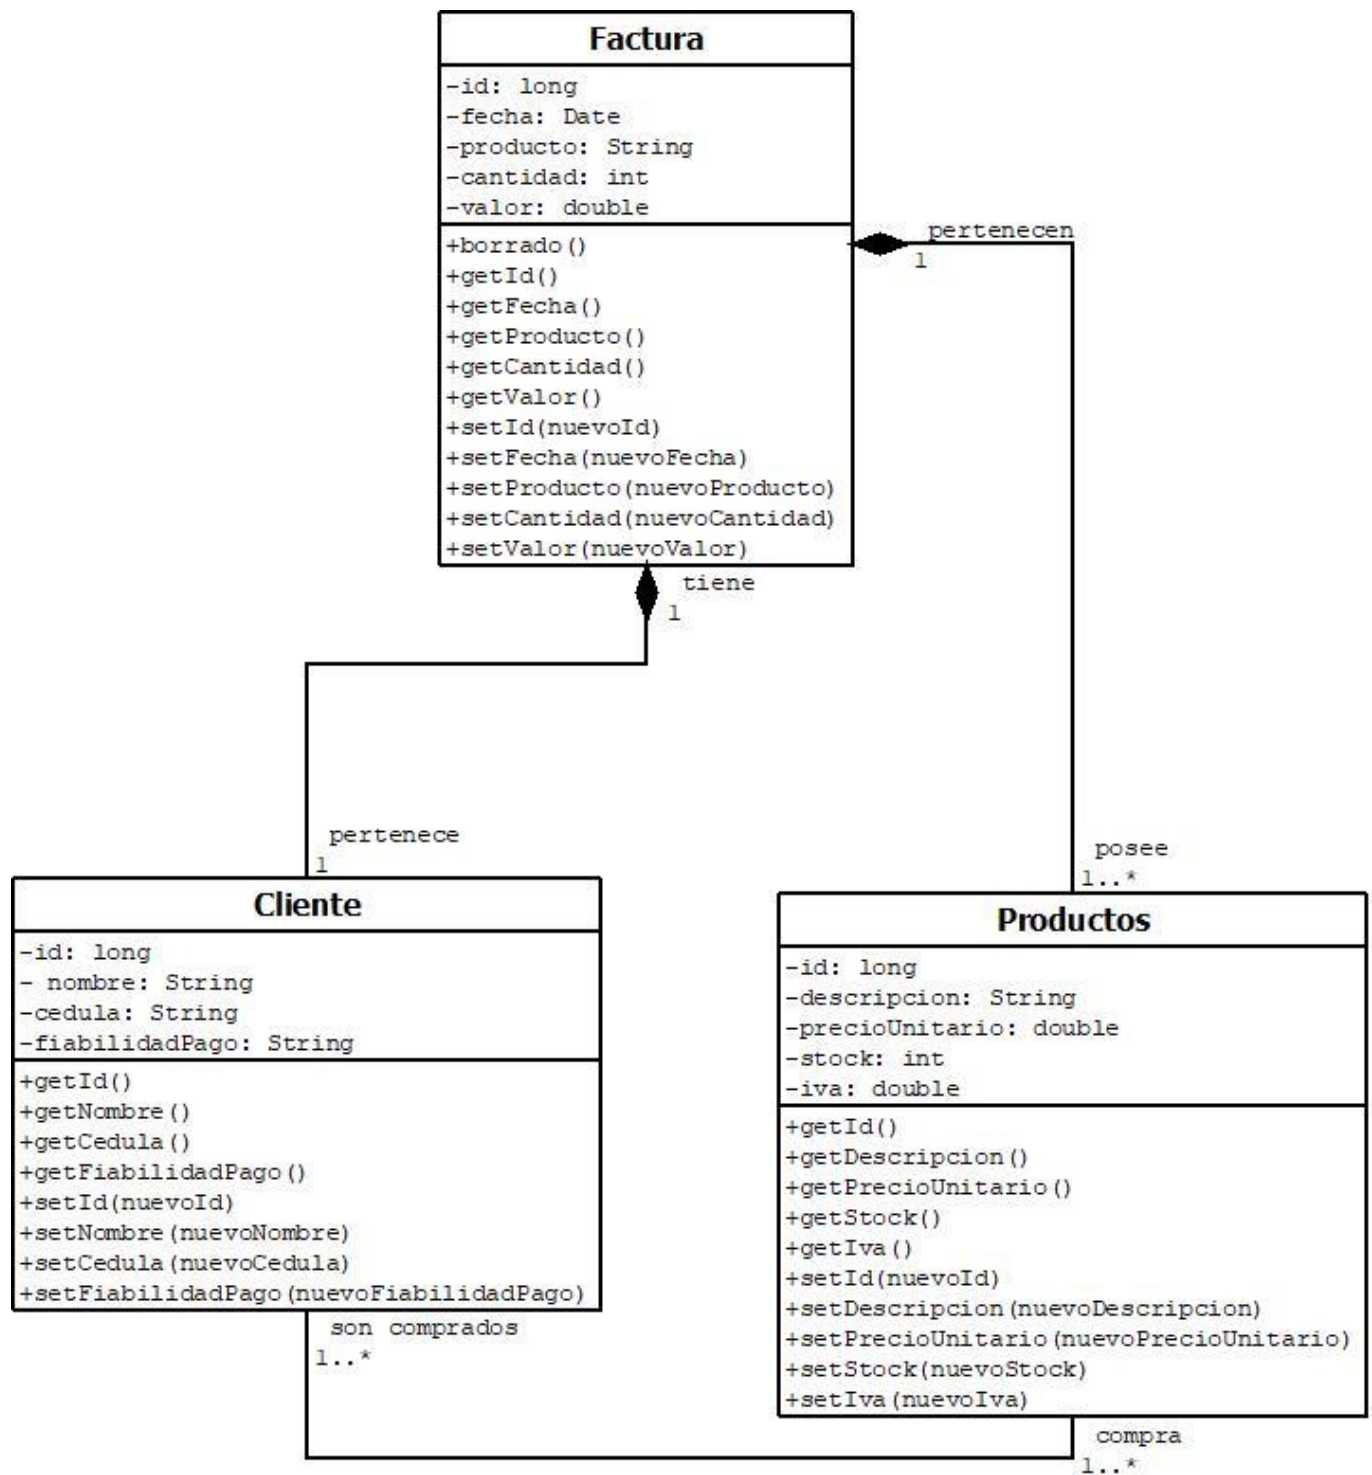 Factura
-id: long
-fecha: Date
-producto: String
-cantidad: int
-valor: double
+borrado()
+getId()
+getFecha()
+getProducto()
+getCantidad()
+getValor()
+setId(nuevoId)
+setFecha(nuevoFecha)
+setProducto(nuevoProducto)
+setCantidad(nuevoCantidad)
+setValor(nuevoValor)
pertenecen
1
tiene
1
pertenece
1
posee
1..*
Cliente
-id: long
- nombre: String
-cedula: String
-fiabilidadPago: String
+getId()
+getNombre()
+getCedula()
+getFiabilidadPago()
+setId(nuevoId)
+setNombre(nuevoNombre)
+setCedula(nuevoCedula)
+setFiabilidadPago(nuevoFiabilidadPago)
son comprados
1..*
Productos
-id: long
-descripcion: String
-precioUnitario: double
-stock: int
-iva: double
+getId()
+getDescripcion()
+getPrecioUnitario()
+getStock()
+getIva()
+setId(nuevoId)
+setDescripcion(nuevoDescripcion)
+setPrecioUnitario(nuevoPrecioUnitario)
+setStock(nuevoStock)
+setIva(nuevoIva)
compra
1..*